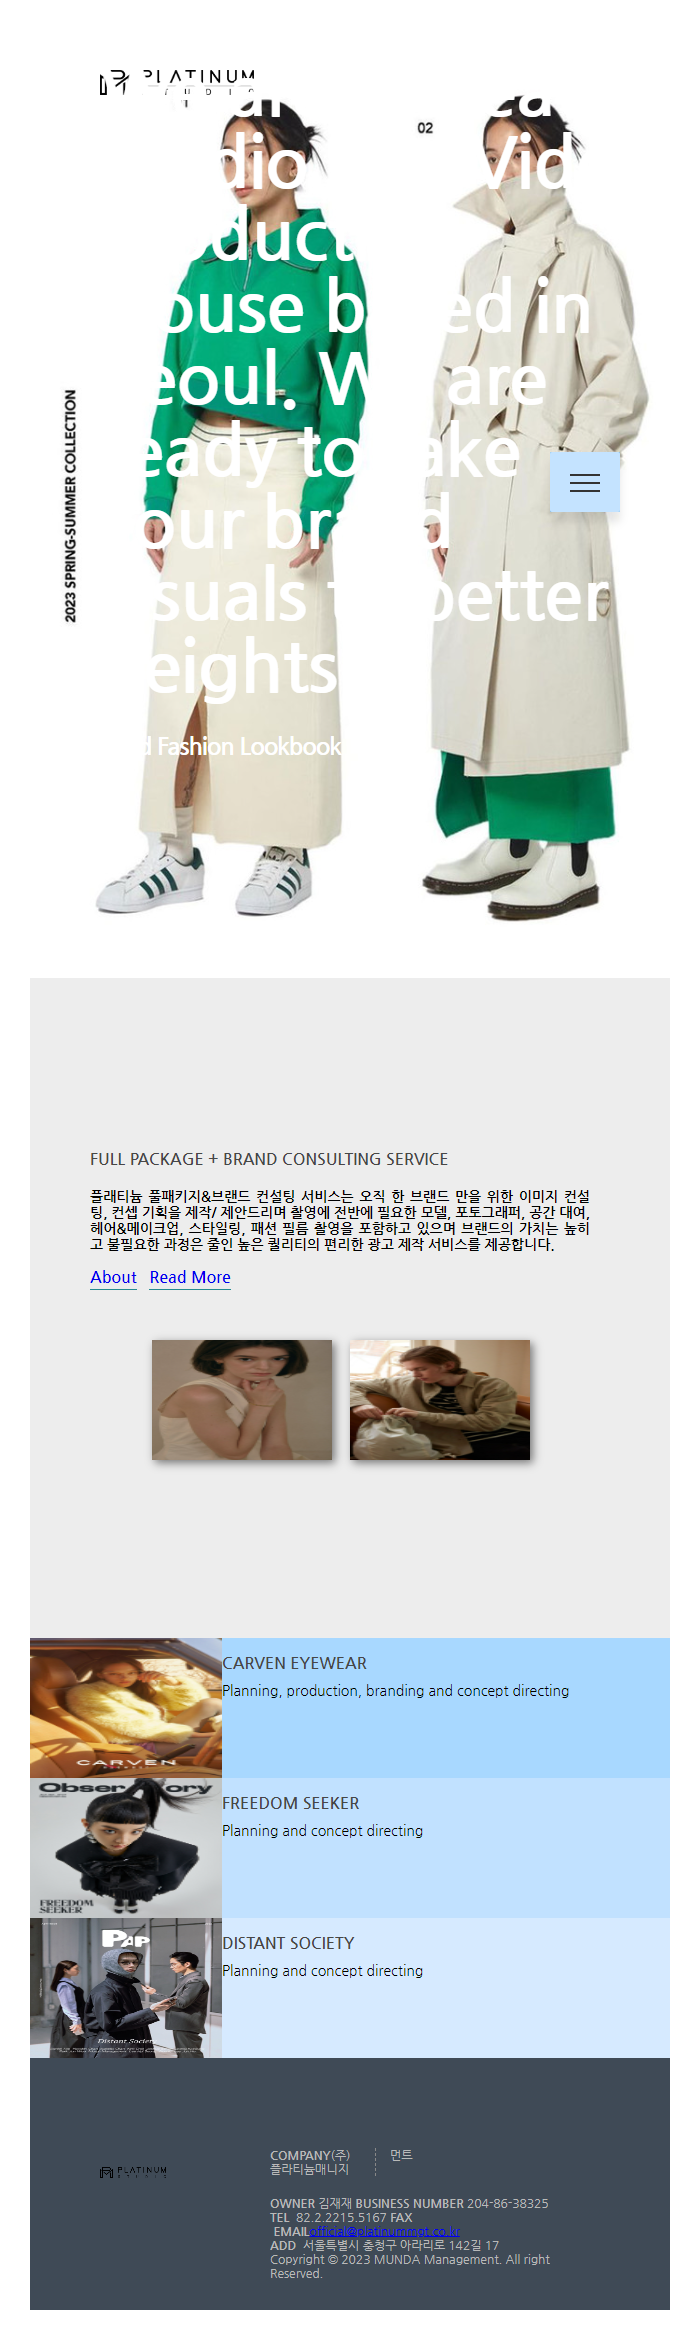 PLATINUM
STUDIO
02
dio
Vid
duct
ouse b ed in
eoul. W are
eady to ake
our bra d
suals t better
eights
d Fashion Lookbook
2023 SPRING-SUMMER COLLECTION
FULL PACKAGE + BRAND CONSULTING SERVICE
플래티늄 풀패키지&브랜드 컨설팅 서비스는 오직 한 브랜드 만을 위한 이미지 컨설
팅, 컨셉 기획을 제작/ 제안드리며 촬영에 전반에 필요한 모델, 포토그래퍼, 공간 대여,
헤어&메이크업, 스타일링, 패션 필름 촬영을 포함하고 있으며 브랜드의 가치는 높히
고 불필요한 과정은 줄인 높은 퀄리티의 편리한 광고 제작 서비스를 제공합니다.
About Read More
CARVEN
CARVEN EYEWEAR
Planning, production, branding and concept directing
Obser ory
FREEDOM
SEEKER
FREEDOM SEEKER
Planning and concept directing
PAP
Distant Society
DISTANT SOCIETY
Planning and concept directing
PLATINUM
STUDIO
COMPANY(주)
플라티늄매니지
먼트
OWNER 김재재 BUSINESS NUMBER 204-86-38325
TEL 82.2.2215.5167 FAX
EMAILofficial@platinummgt.co.kr
ADD 서울특별시 충청구 아라리로 142길 17
Copyright © 2023 MUNDA Management. All right
Reserved.